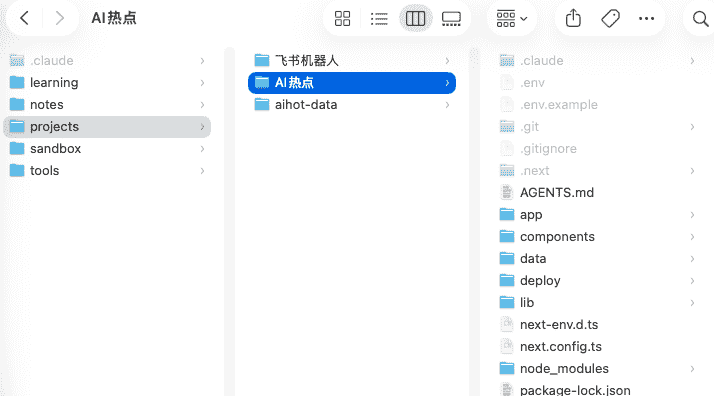 AI热点
.claude
learning
notes
projects
sandbox
tools
飞书机器人
AI热点
aihot-data
.claude
.env
.env.example
.git
.gitignore
.next
AGENTS.md
app
components
data
deploy
lib
next-env.d.ts
next.config.ts
node_modules
package-lock.json